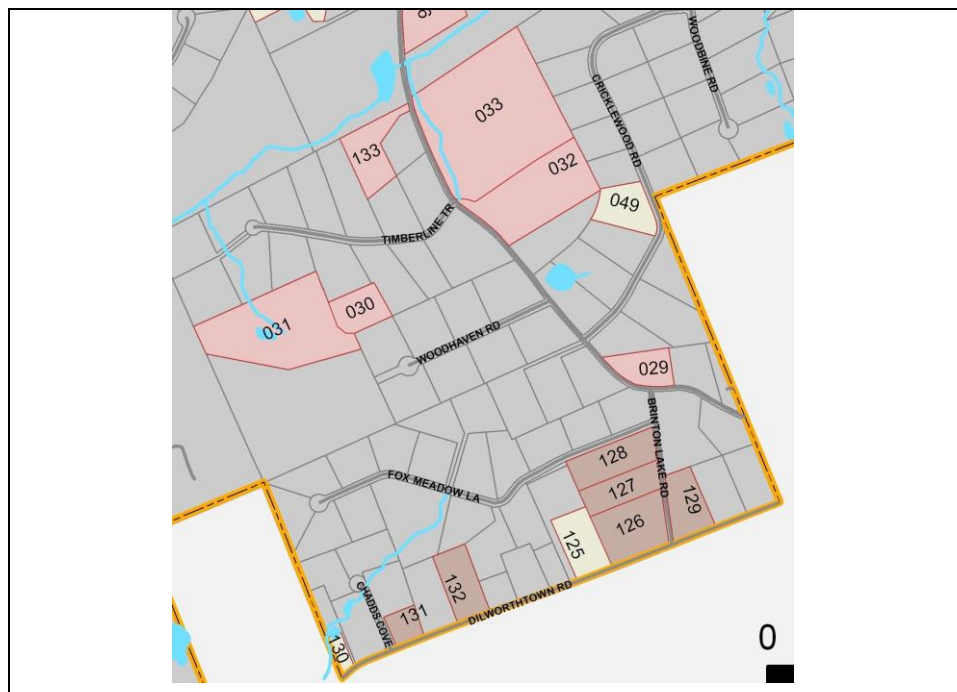 WOODBINE RD
033
CRICKLEWOOD RD
133
032
049
TIMBERLINE TR
030
031
WOODHAVEN RD
029
BRINTON LAKE RD
128
FOX MEADOW LA
127
129
126
125
132
DILWORTHTOWN RD
CHADDS COVE
131
130
0